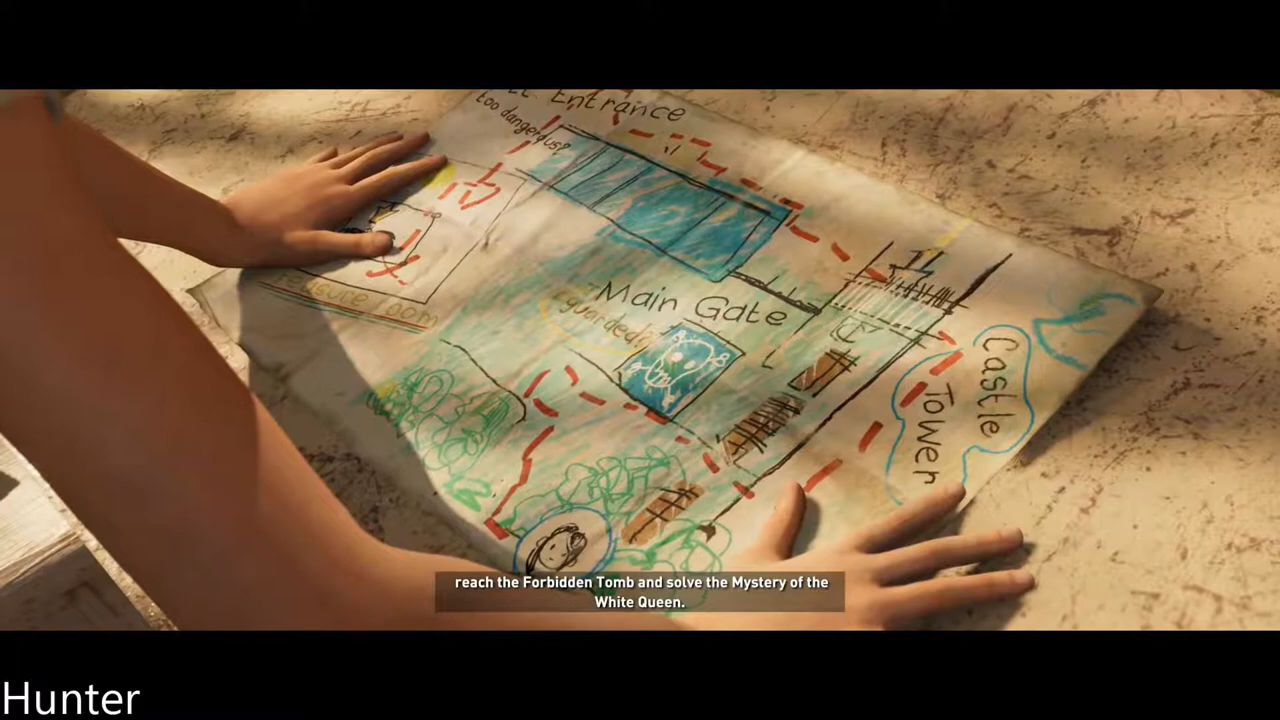 Entrance
too dangerous?
Main Gate
(guarded!)
Castle
Tower
reach the Forbidden Tomb and solve the Mystery of the
White Queen.
Hunter